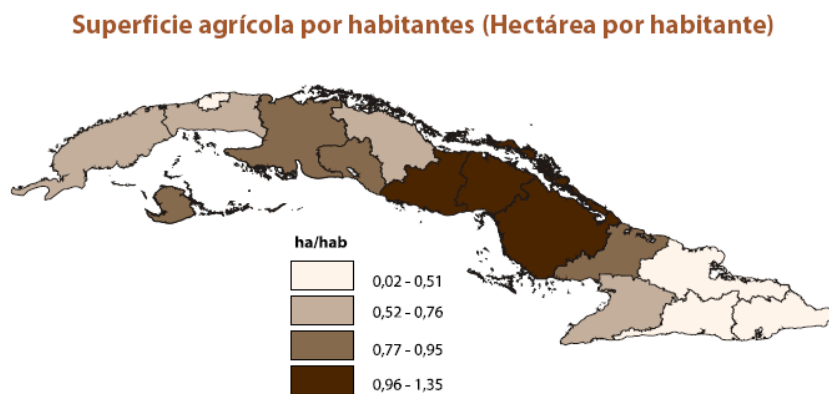 Superficie agrícola por habitantes (Hectárea por habitante)
ha/hab
0,02 - 0,51
0,52 - 0,76
0,77 - 0,95
0,96 - 1,35